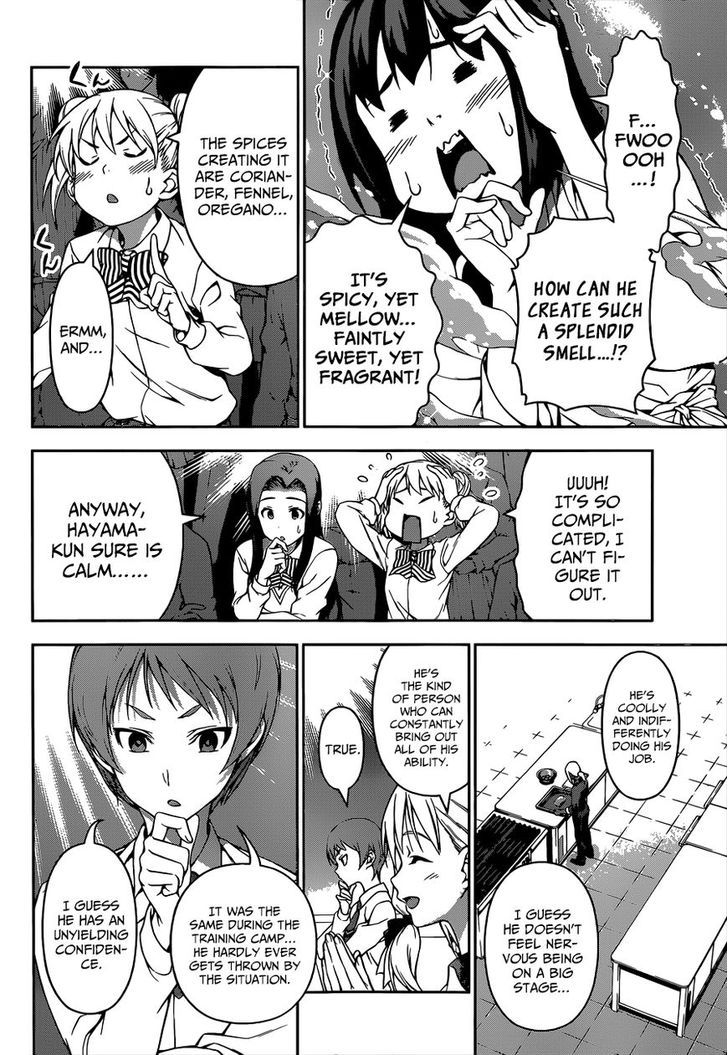 F...
FWOO
OOH
...!
HOW CAN HE
CREATE SUCH
A SPLENDID
SMELL...!?
IT'S
SPICY, YET
MELLOW...
FAINTLY
SWEET, YET
FRAGRANT!
THE SPICES
CREATING IT
ARE CORIAN-
DER, FENNEL,
OREGANO...
くん
くん
ERMM,
AND...
UUUH!
IT'S SO
COMPLI-
CATED, I
CAN'T FI-
GURE IT
OUT.
ANYWAY,
HAYAMA-
KUN SURE IS
CALM......
HE'S
COOLLY
AND INDIF-
FERENTLY
DOING HIS
JOB.
I GUESS
HE DOESN'T
FEEL NER-
VOUS BEING
ON A BIG
STAGE...
HE'S
THE KIND
OF PERSON
WHO CAN
CONSTANTLY
BRING OUT
ALL OF HIS
ABILITY.
TRUE.
IT WAS THE
SAME DURING THE
TRAINING CAMP...
HE HARDLY EVER
GETS THROWN BY
THE SITUATION.
I GUESS
HE HAS AN
UNYIELDING
CONFIDEN-
CE.